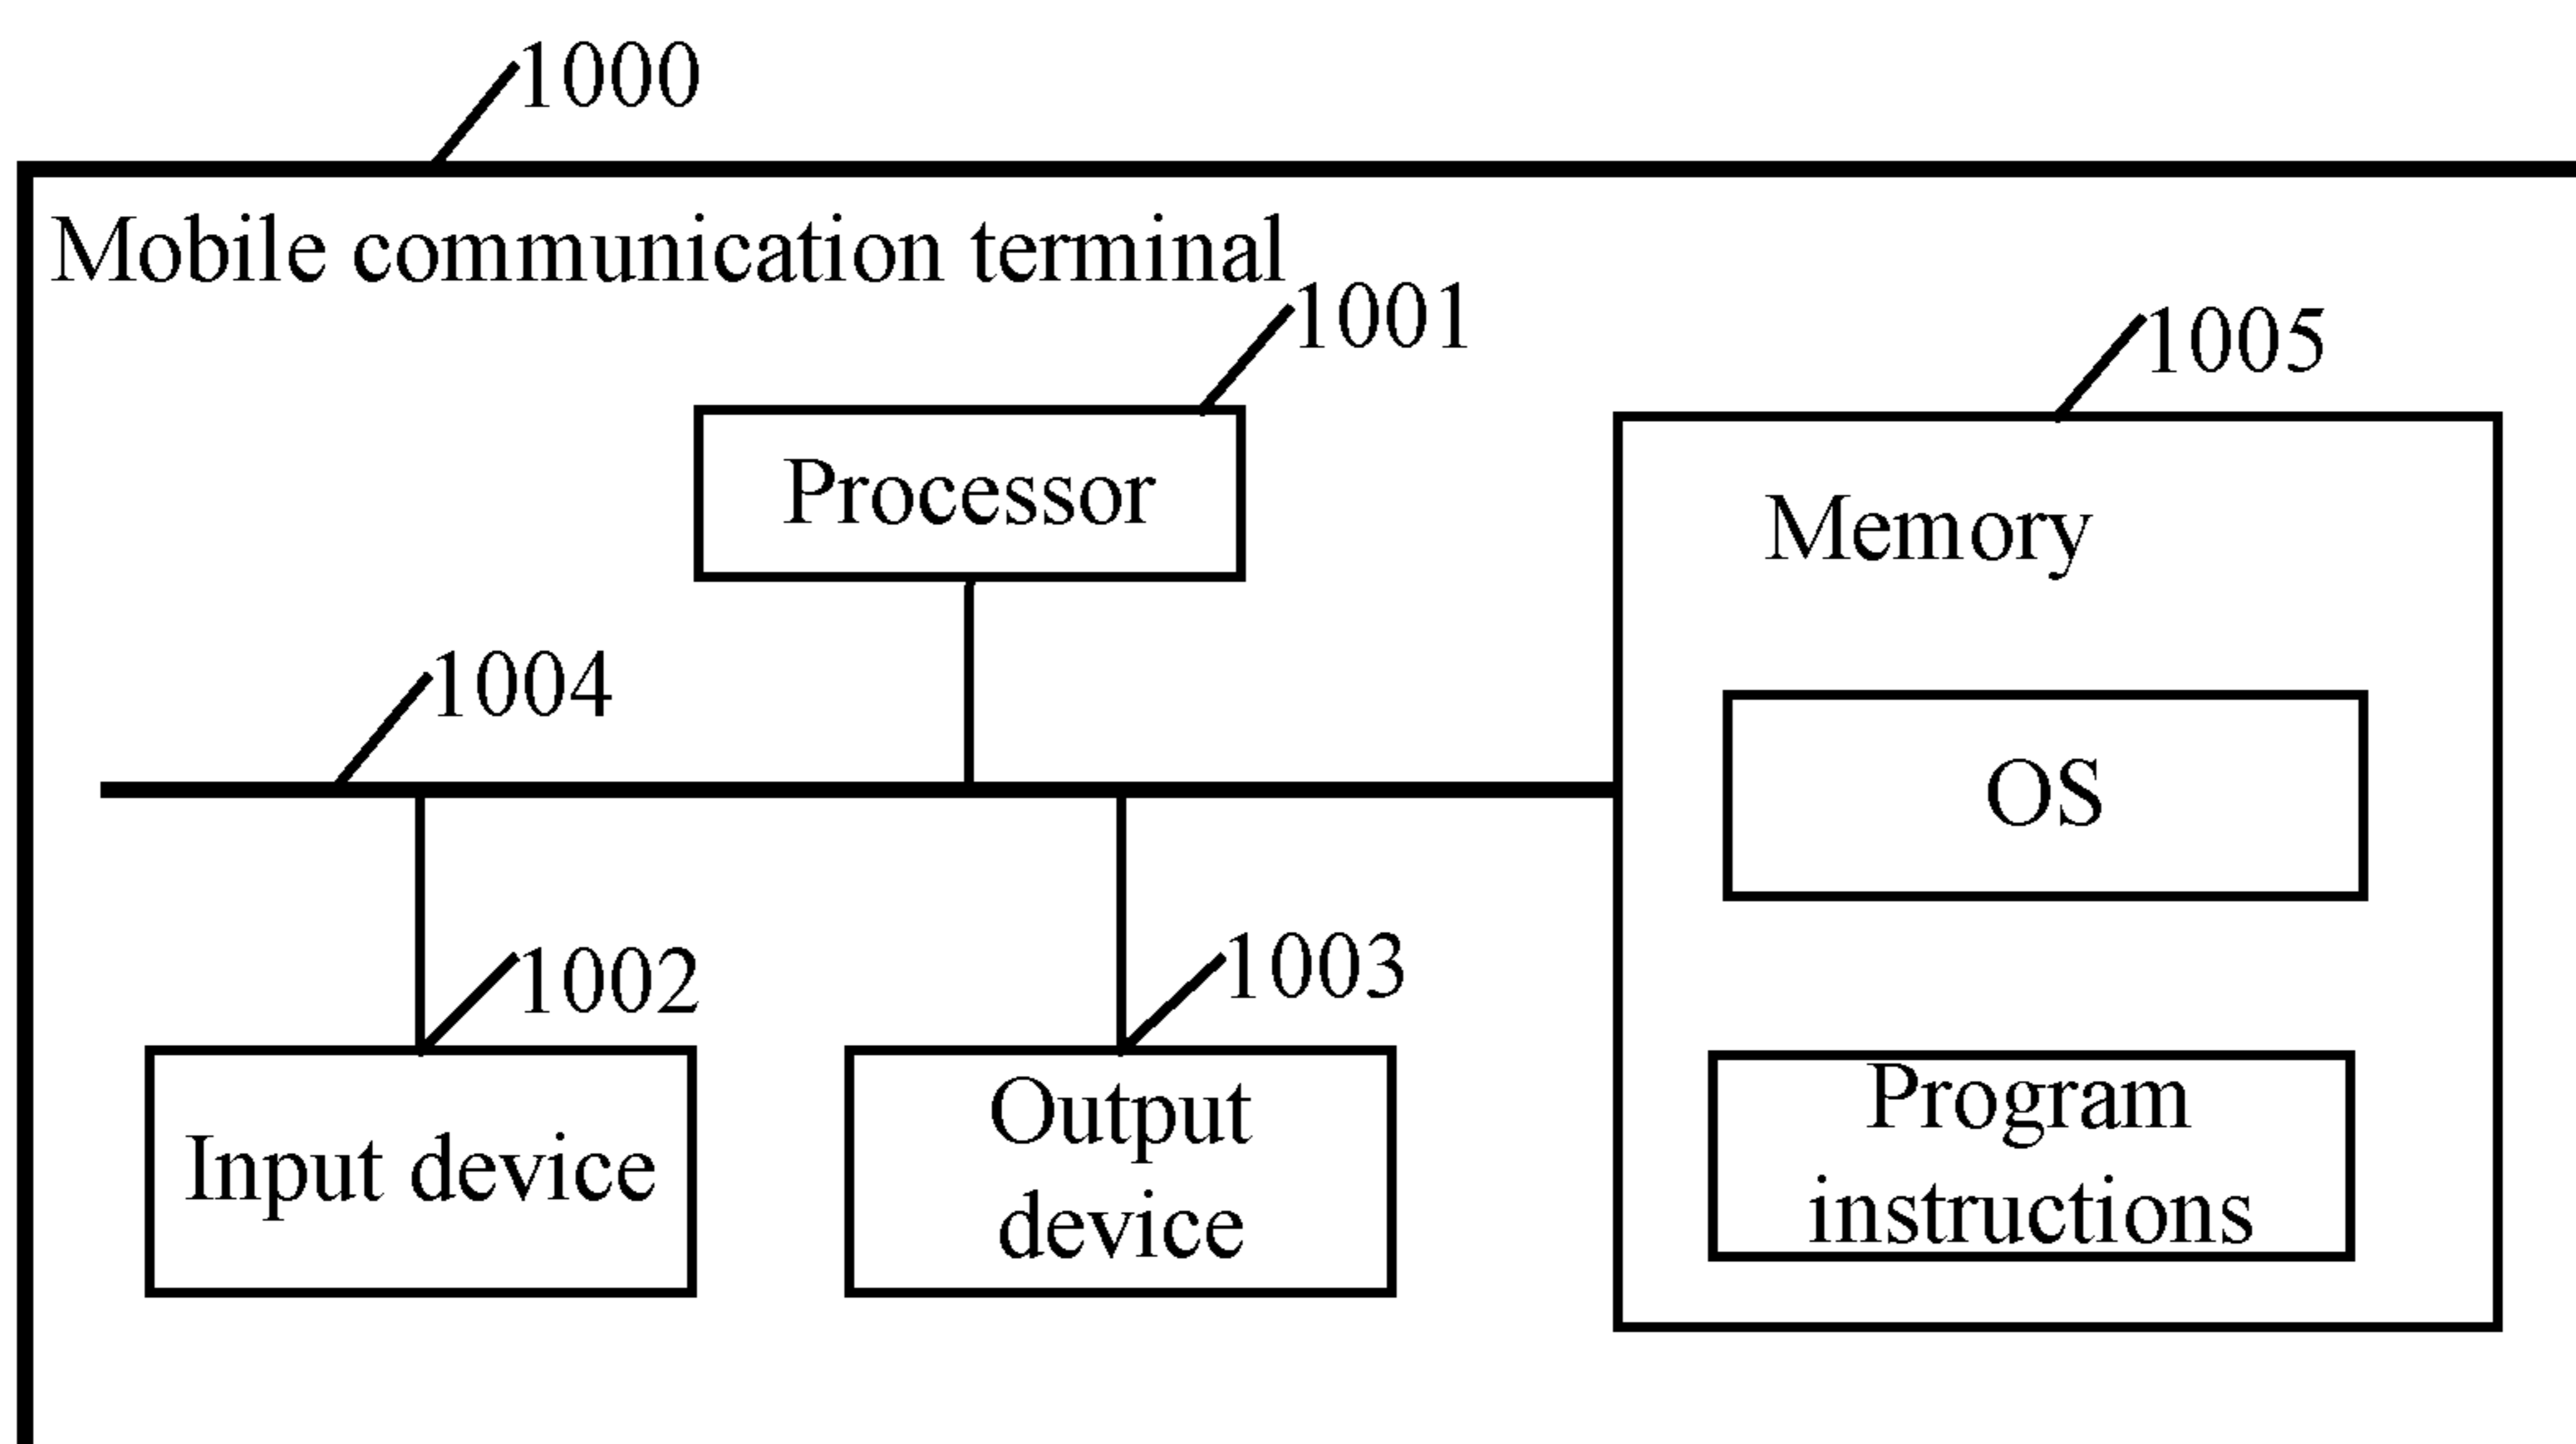 1000
Mobile communication terminal
1001
1005
Processor
Memory
1004
OS
1002
1003
Input device
Output
device
Program
instructions